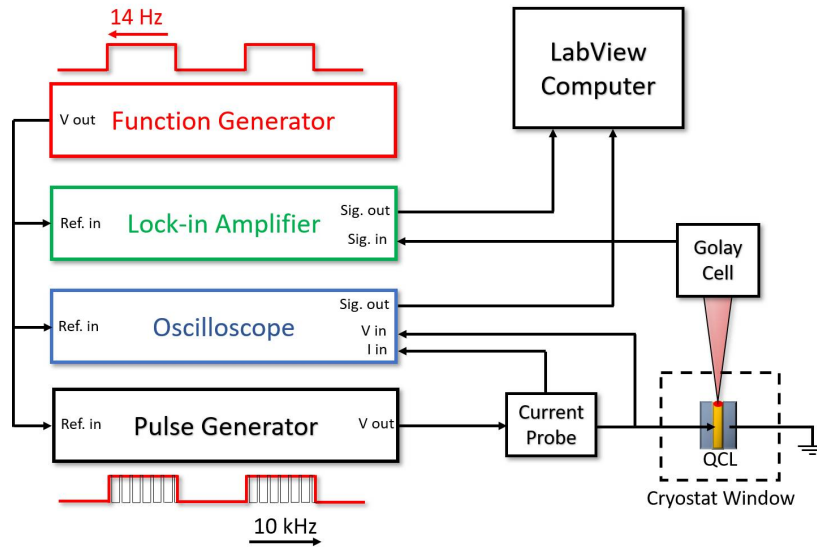 14 Hz
LabView
Computer
V out
Function Generator
Ref. in
Lock-in Amplifier
Sig. out
Sig. in
Golay
Cell
Ref. in
Oscilloscope
Sig. out
V in
I in
Ref. in
Pulse Generator
V out
Current
Probe
QCL
Cryostat Window
10 kHz